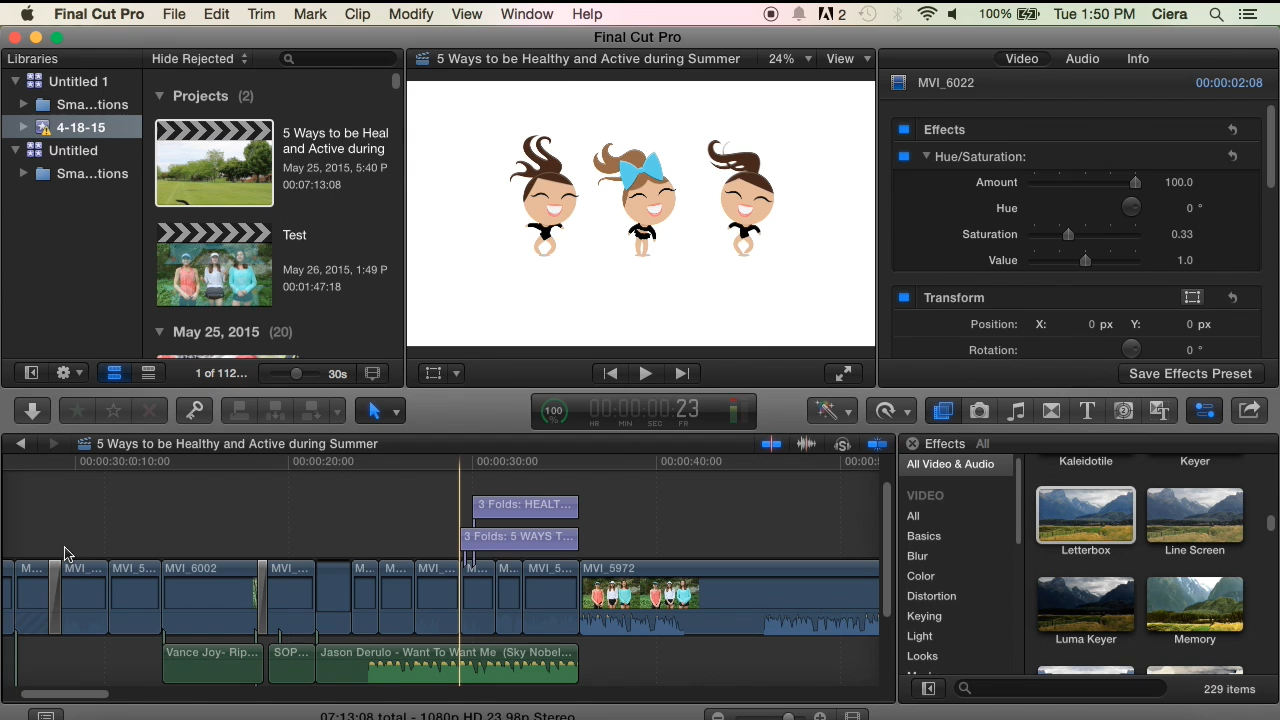 Final Cut Pro File Edit Trim Mark Clip Modify View Window Help 2 100% Tue 1:50 PM Ciera
Final Cut Pro
Libraries
Hide Rejected
5 Ways to be Healthy and Active during Summer
24%
View
Video Audio Info
Untitled 1
Sma...tions
4-18-15
Untitled
Sma...tions
Projects (2)
5 Ways to be Heal
and Active during
May 25, 2015, 5:40 P
00:07:13:08
Test
May 26, 2015, 1:49 P
00:01:47:18
May 25, 2015 (20)
1 of 112...
30s
MVI_6022
00:00:02:08
Effects
Hue/Saturation:
Amount 100.0
Hue 0 °
Saturation 0.33
Value 1.0
Transform
Position: X: 0 px Y: 0 px
Rotation: 0 °
Save Effects Preset
100 % 00:00:00:23
HR MIN SEC FR
5 Ways to be Healthy and Active during Summer
Effects All
00:00:30:0:10:00 00:00:20:00 00:00:30:00 00:00:40:00
3 Folds: HEALT...
3 Folds: 5 WAYS T...
M... MVI_... MVI_5... MVI_6002 MVI_... M... M... MVI_... M... M... MVI_5... MVI_5972
Vance Joy- Rip... SOP... Jason Derulo - Want To Want Me (Sky Nobel...
07:13:08 total - 1080p HD 23.98p Stereo
All Video & Audio
VIDEO
All
Basics
Blur
Color
Distortion
Keying
Light
Looks
Kaleidotile
Keyer
Letterbox
Line Screen
Luma Keyer
Memory
229 items